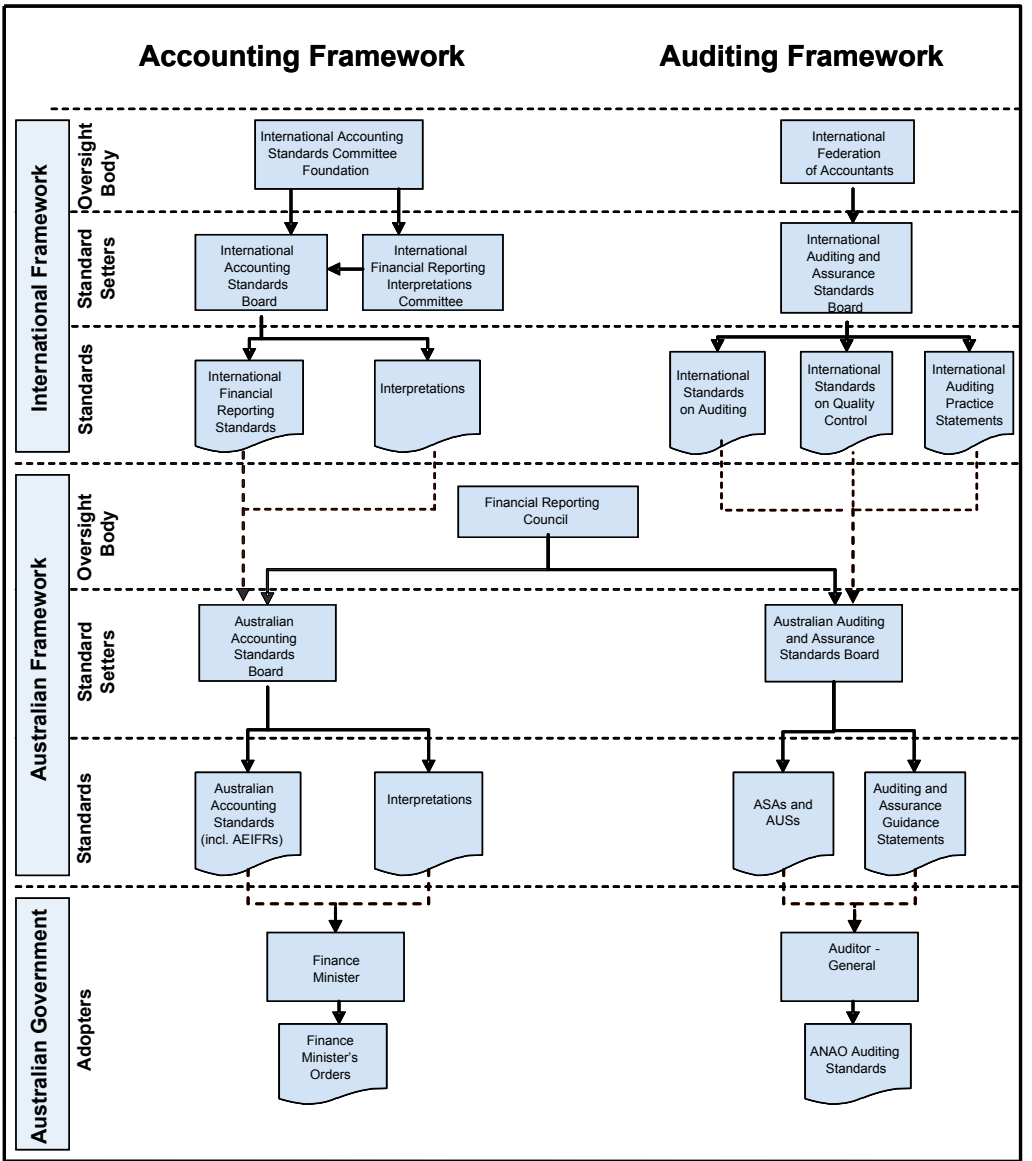 Accounting Framework
Auditing Framework
International Framework
Oversight
Body
International Accounting
Standards Committee
Foundation
International
Federation
of Accountants
Standard
Setters
International
Accounting
Standards
Board
International
Financial Reporting
Interpretations
Committee
International
Auditing and
Assurance
Standards
Board
Standards
International
Financial
Reporting
Standards
Interpretations
International
Standards
on Auditing
International
Standards
on Quality
Control
International
Auditing
Practice
Statements
Australian Framework
Oversight
Body
Financial Reporting
Council
Standard
Setters
Australian
Accounting
Standards
Board
Australian Auditing
and Assurance
Standards Board
Standards
Australian
Accounting
Standards
(incl. AEIFRs)
Interpretations
ASAs and
AUSs
Auditing and
Assurance
Guidance
Statements
Australian Government
Adopters
Finance
Minister
Auditor -
General
Finance
Minister's
Orders
ANAO Auditing
Standards